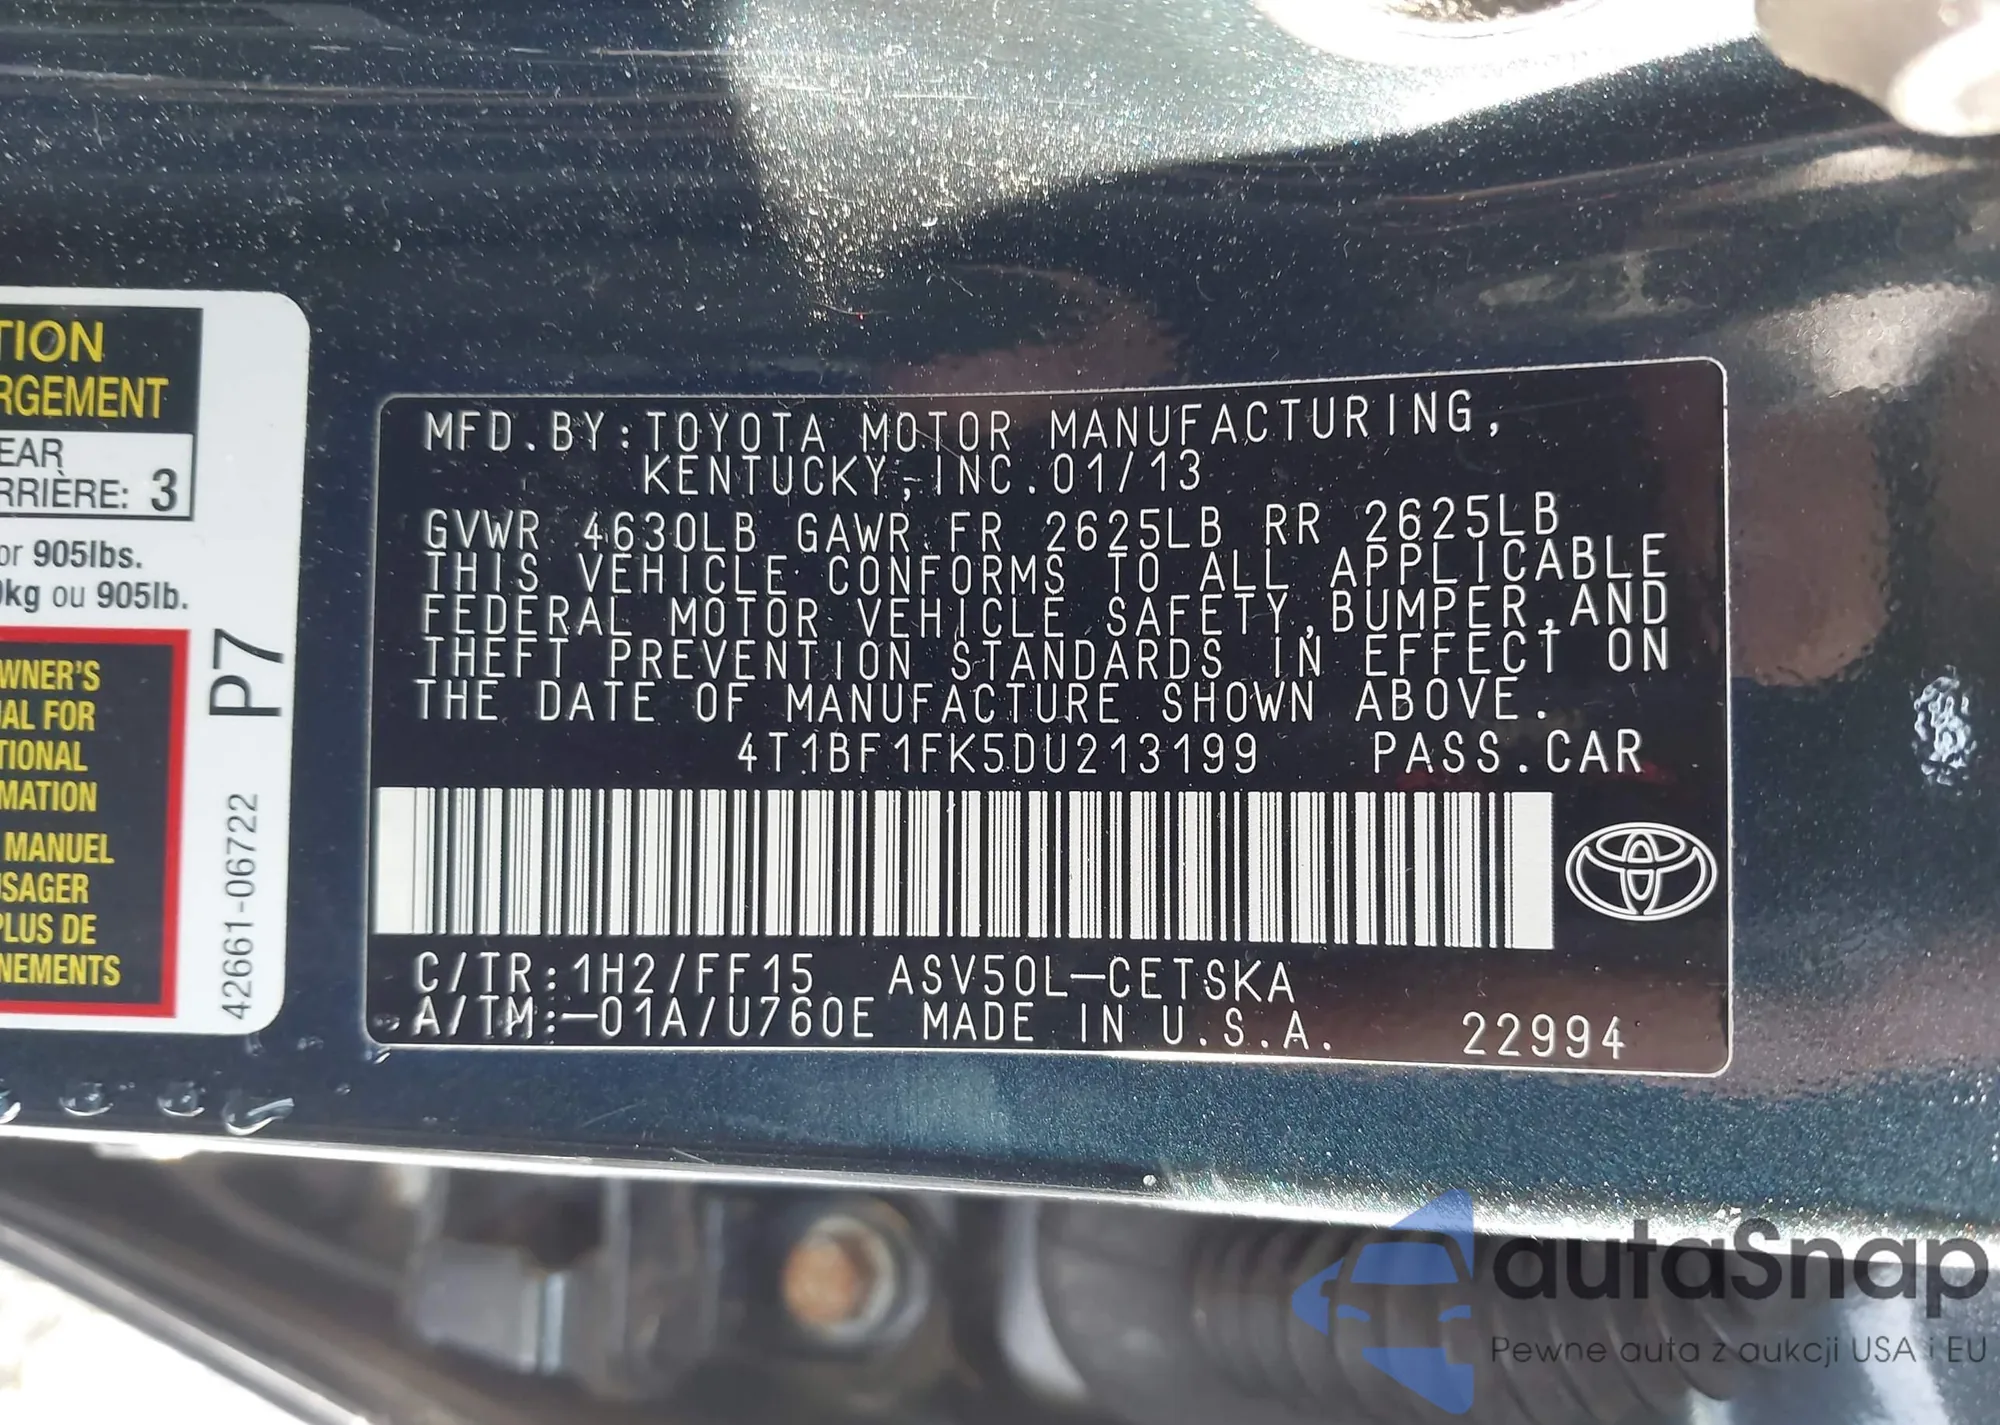 TION
RGEMENT
EAR
RRIÈRE: 3
or 905lbs.
kg ou 905lb.
WNER'S
UAL FOR
TIONAL
MATION
MANUEL
USAGER
PLUS DE
NEMENTS
P7
42661-06722
MFD.BY:TOYOTA MOTOR MANUFACTURING,
KENTUCKY,INC.01/13
GVWR 4630LB GAWR FR 2625LB RR 2625LB
THIS VEHICLE CONFORMS TO ALL APPLICABLE
FEDERAL MOTOR VEHICLE SAFETY,BUMPER,AND
THEFT PREVENTION STANDARDS IN EFFECT ON
THE DATE OF MANUFACTURE SHOWN ABOVE.
4T1BF1FK5DU213199 PASS.CAR
C/TR:1H2/FF15 ASV50L-CETSKA
A/TM:-01A/U760E MADE IN U.S.A. 22994
autaSnap
Pewne auta z aukcji USA i EU